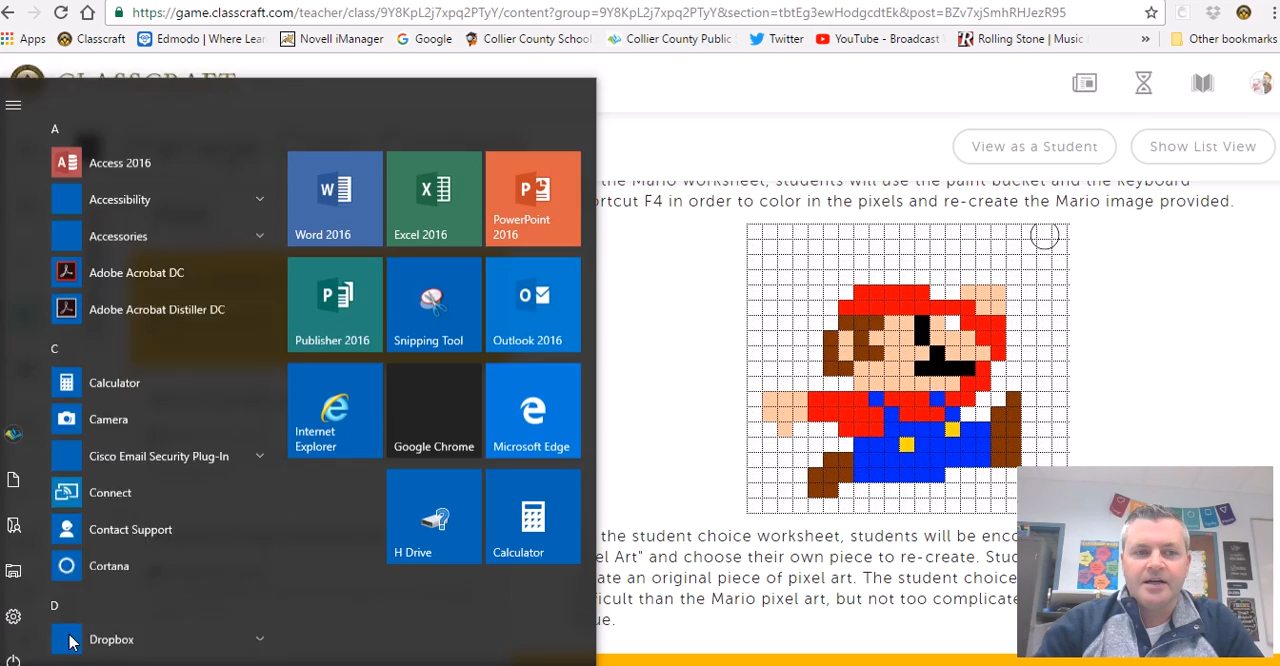 https://game.classcraft.com/teacher/class/9Y8KpL2j7xpq2PTyY/content?group=9Y8KpL2j7xpq2PTyY&section=tbtEg3ewHodgcdtEk&post=BZv7xjSmhRHJezR95
Apps Classcraft Edmodo | Where Lear Novell iManager Google Collier County School Collier County Public Twitter YouTube - Broadcast Rolling Stone | Music » Other bookmarks
CLASSCRAFT
View as a Student Show List View
the Mario worksheet, students will use the paint bucket and the keyboard
ortcut F4 in order to color in the pixels and re-create the Mario image provided.
A
Access 2016
Accessibility
Accessories
Adobe Acrobat DC
Adobe Acrobat Distiller DC
C
Calculator
Camera
Cisco Email Security Plug-In
Connect
Contact Support
Cortana
D
Dropbox
Word 2016
Excel 2016
PowerPoint
2016
Publisher 2016
Snipping Tool
Outlook 2016
Internet
Explorer
Google Chrome
Microsoft Edge
H Drive
Calculator
the student choice worksheet, students will be enco
el Art" and choose their own piece to re-create. Stud
ate an original piece of pixel art. The student choice
ficult than the Mario pixel art, but not too complicate
ue.